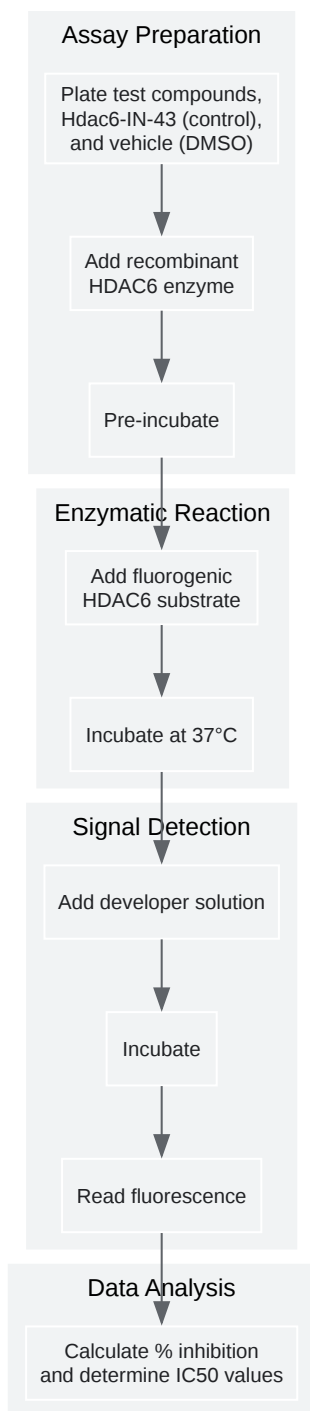 Assay Preparation
Plate test compounds,
Hdac6-IN-43 (control),
and vehicle (DMSO)
Add recombinant
HDAC6 enzyme
Pre-incubate
Enzymatic Reaction
Add fluorogenic
HDAC6 substrate
Incubate at 37°C
Signal Detection
Add developer solution
Incubate
Read fluorescence
Data Analysis
Calculate % inhibition
and determine IC50 values